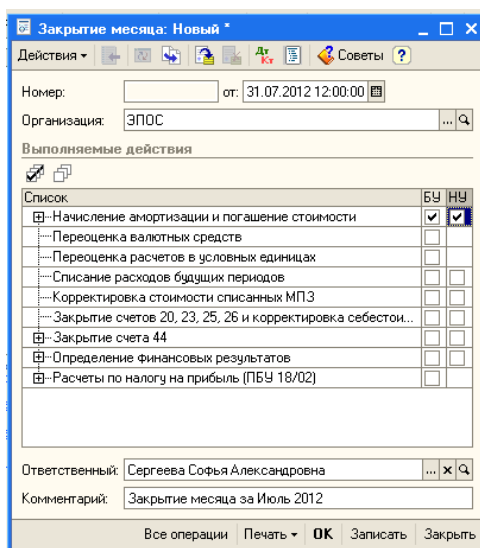 Закрытие месяца: Новый *
Действия Дт Кт Советы ?
Номер: от: 31.07.2012 12:00:00
Организация: ЭПОС ...
Выполняемые действия
Список БУ НУ
Начисление амортизации и погашение стоимости
Переоценка валютных средств
Переоценка расчетов в условных единицах
Списание расходов будущих периодов
Корректировка стоимости списанных МПЗ
Закрытие счетов 20, 23, 25, 26 и корректировка себестои...
Закрытие счета 44
Определение финансовых результатов
Расчеты по налогу на прибыль (ПБУ 18/02)
Ответственный: Сергеева Софья Александровна ... x
Комментарий: Закрытие месяца за Июль 2012
Все операции Печать OK Записать Закрыть